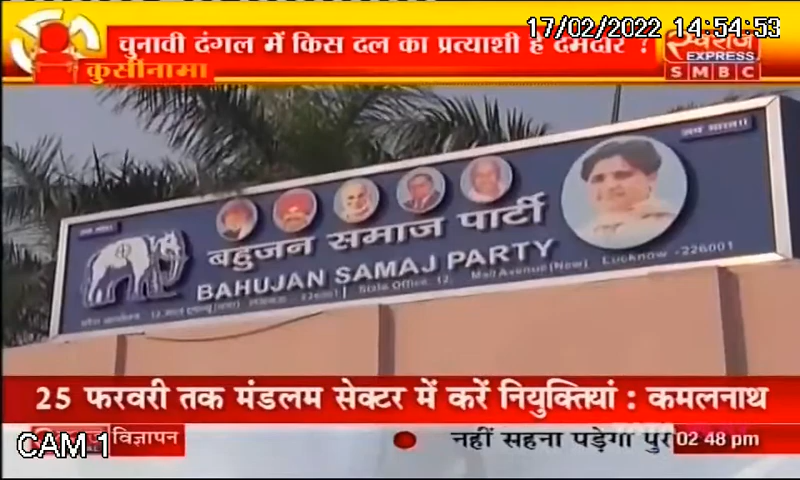 17/02/2022 14:54:53
चुनावी दंगल में किस दल का प्रत्याशी है दमदार ?
स्वराज
EXPRESS
SMBC
कुर्सीनामा
जय भारत
बहुजन समाज पार्टी
BAHUJAN SAMAJ PARTY
State Office: 12, Mall Avenue (New) Lucknow - 226001
25 फरवरी तक मंडलम सेक्टर में करें नियुक्तियां : कमलनाथ
CAM 1
विज्ञापन
नहीं सहना पड़ेगा पुर
02:48 pm